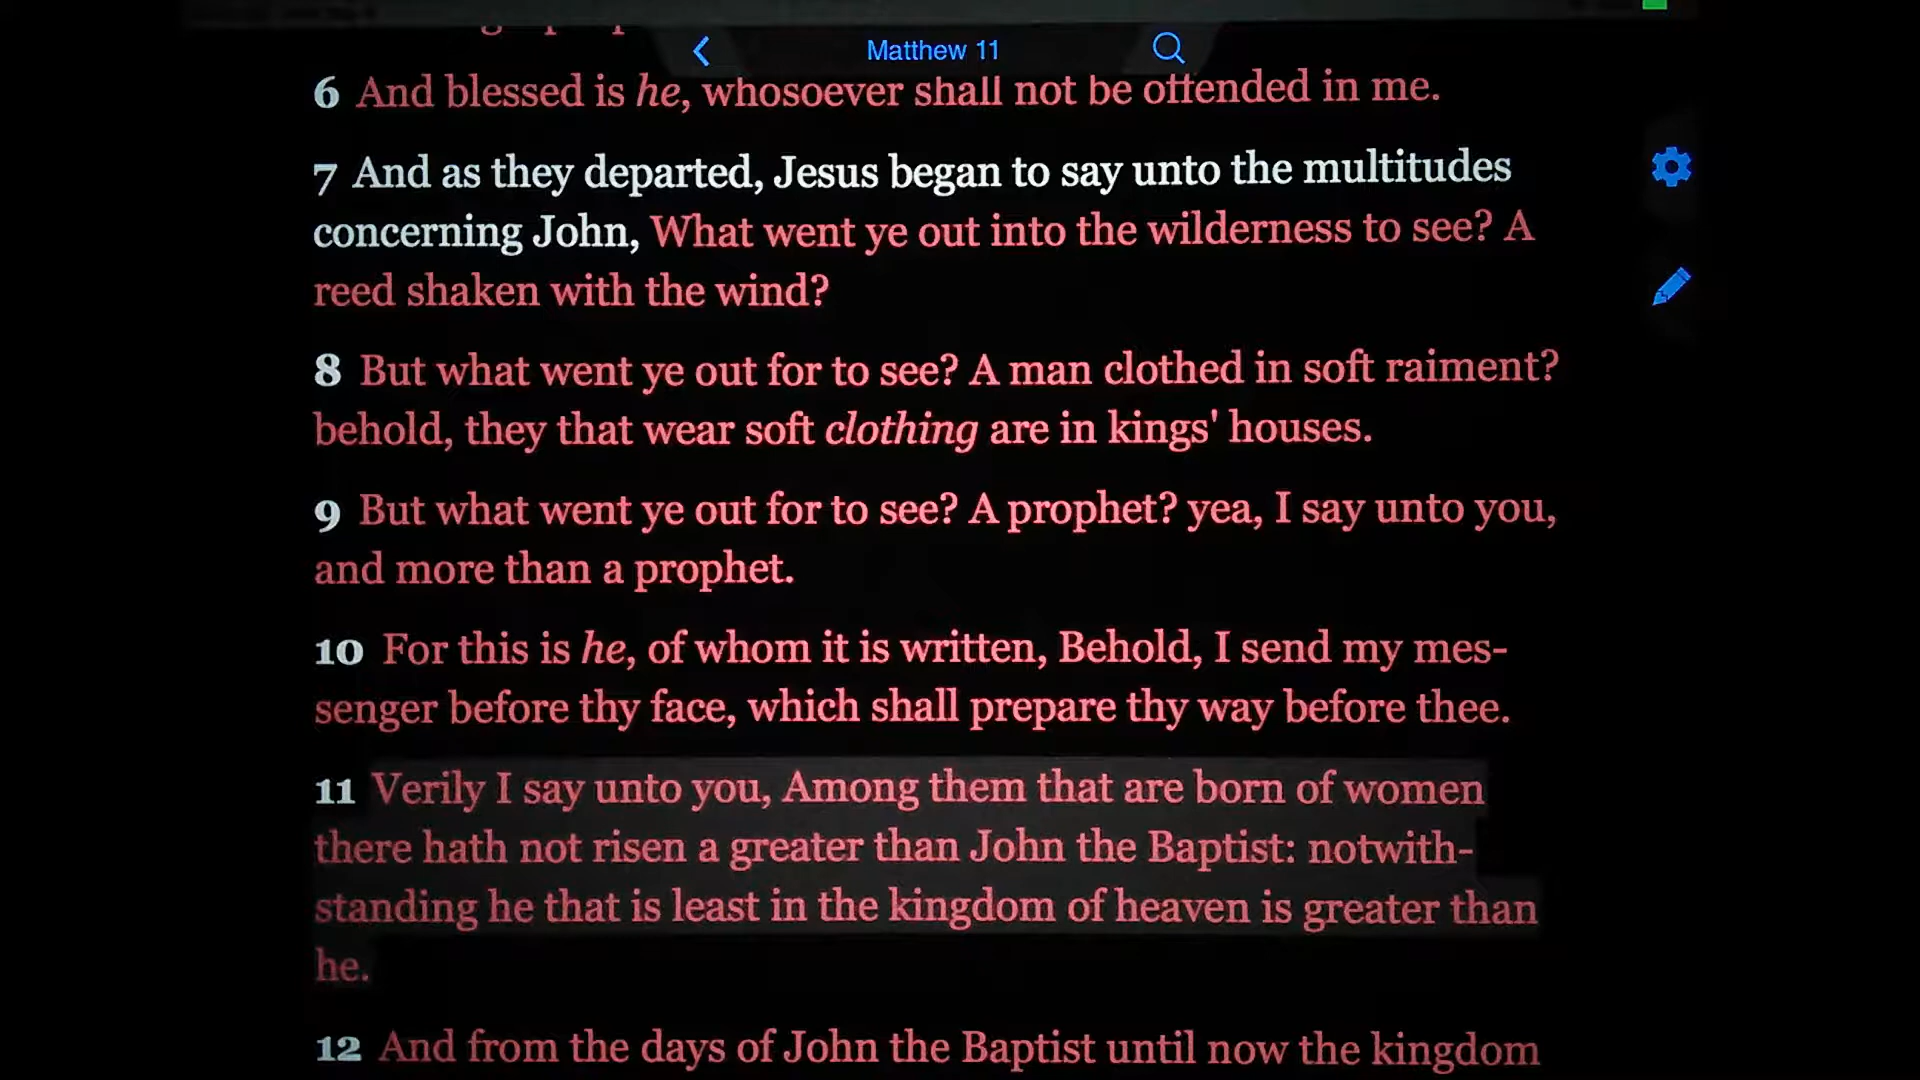 Matthew 11
6 And blessed is he, whosoever shall not be offended in me.
7 And as they departed, Jesus began to say unto the multitudes
concerning John, What went ye out into the wilderness to see? A
reed shaken with the wind?
8 But what went ye out for to see? A man clothed in soft raiment?
behold, they that wear soft clothing are in kings' houses.
9 But what went ye out for to see? A prophet? yea, I say unto you,
and more than a prophet.
10 For this is he, of whom it is written, Behold, I send my mes-
senger before thy face, which shall prepare thy way before thee.
11 Verily I say unto you, Among them that are born of women
there hath not risen a greater than John the Baptist: notwith-
standing he that is least in the kingdom of heaven is greater than
he.
12 And from the days of John the Baptist until now the kingdom